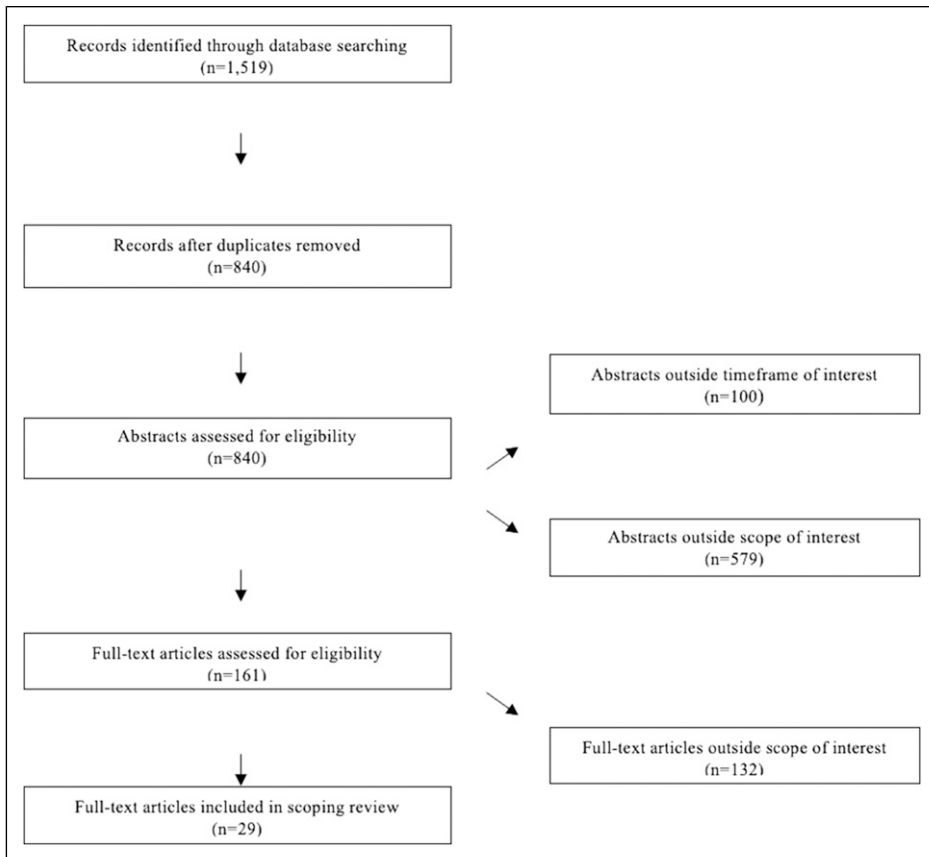 Records identified through database searching
(n=1,519)
Records after duplicates removed
(n=840)
Abstracts outside timeframe of interest
(n=100)
Abstracts assessed for eligibility
(n=840)
Abstracts outside scope of interest
(n=579)
Full-text articles assessed for eligibility
(n=161)
Full-text articles outside scope of interest
(n=132)
Full-text articles included in scoping review
(n=29)